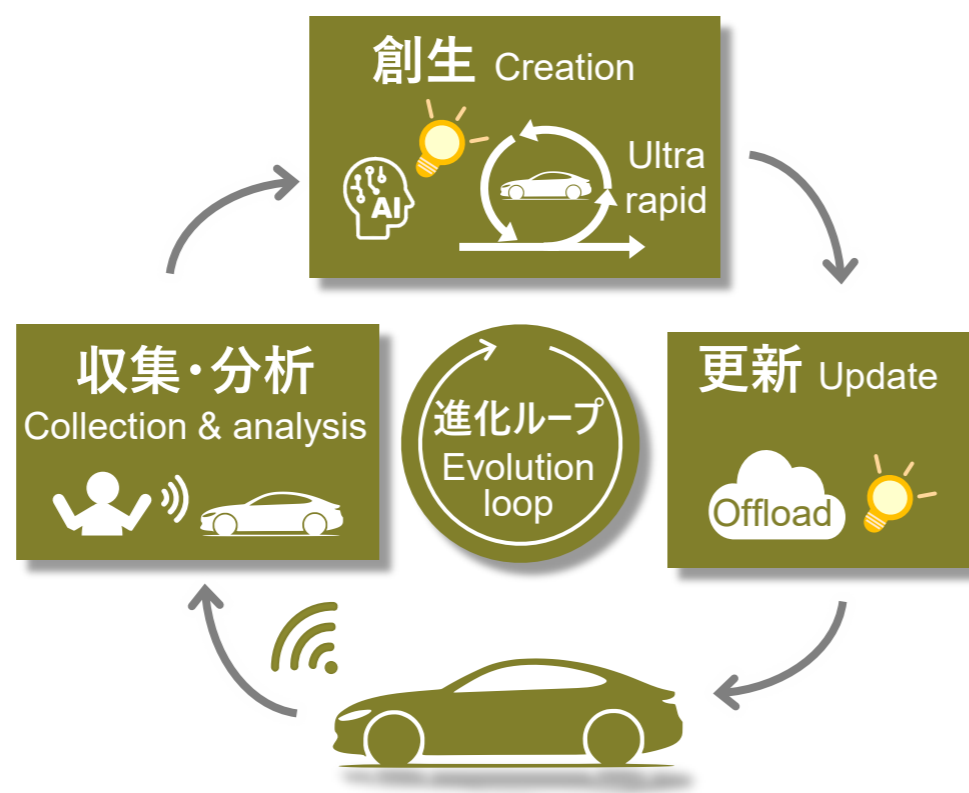 創生 Creation
AI
Ultra
rapid
収集・分析
Collection & analysis
進化ループ
Evolution
loop
更新 Update
Offload